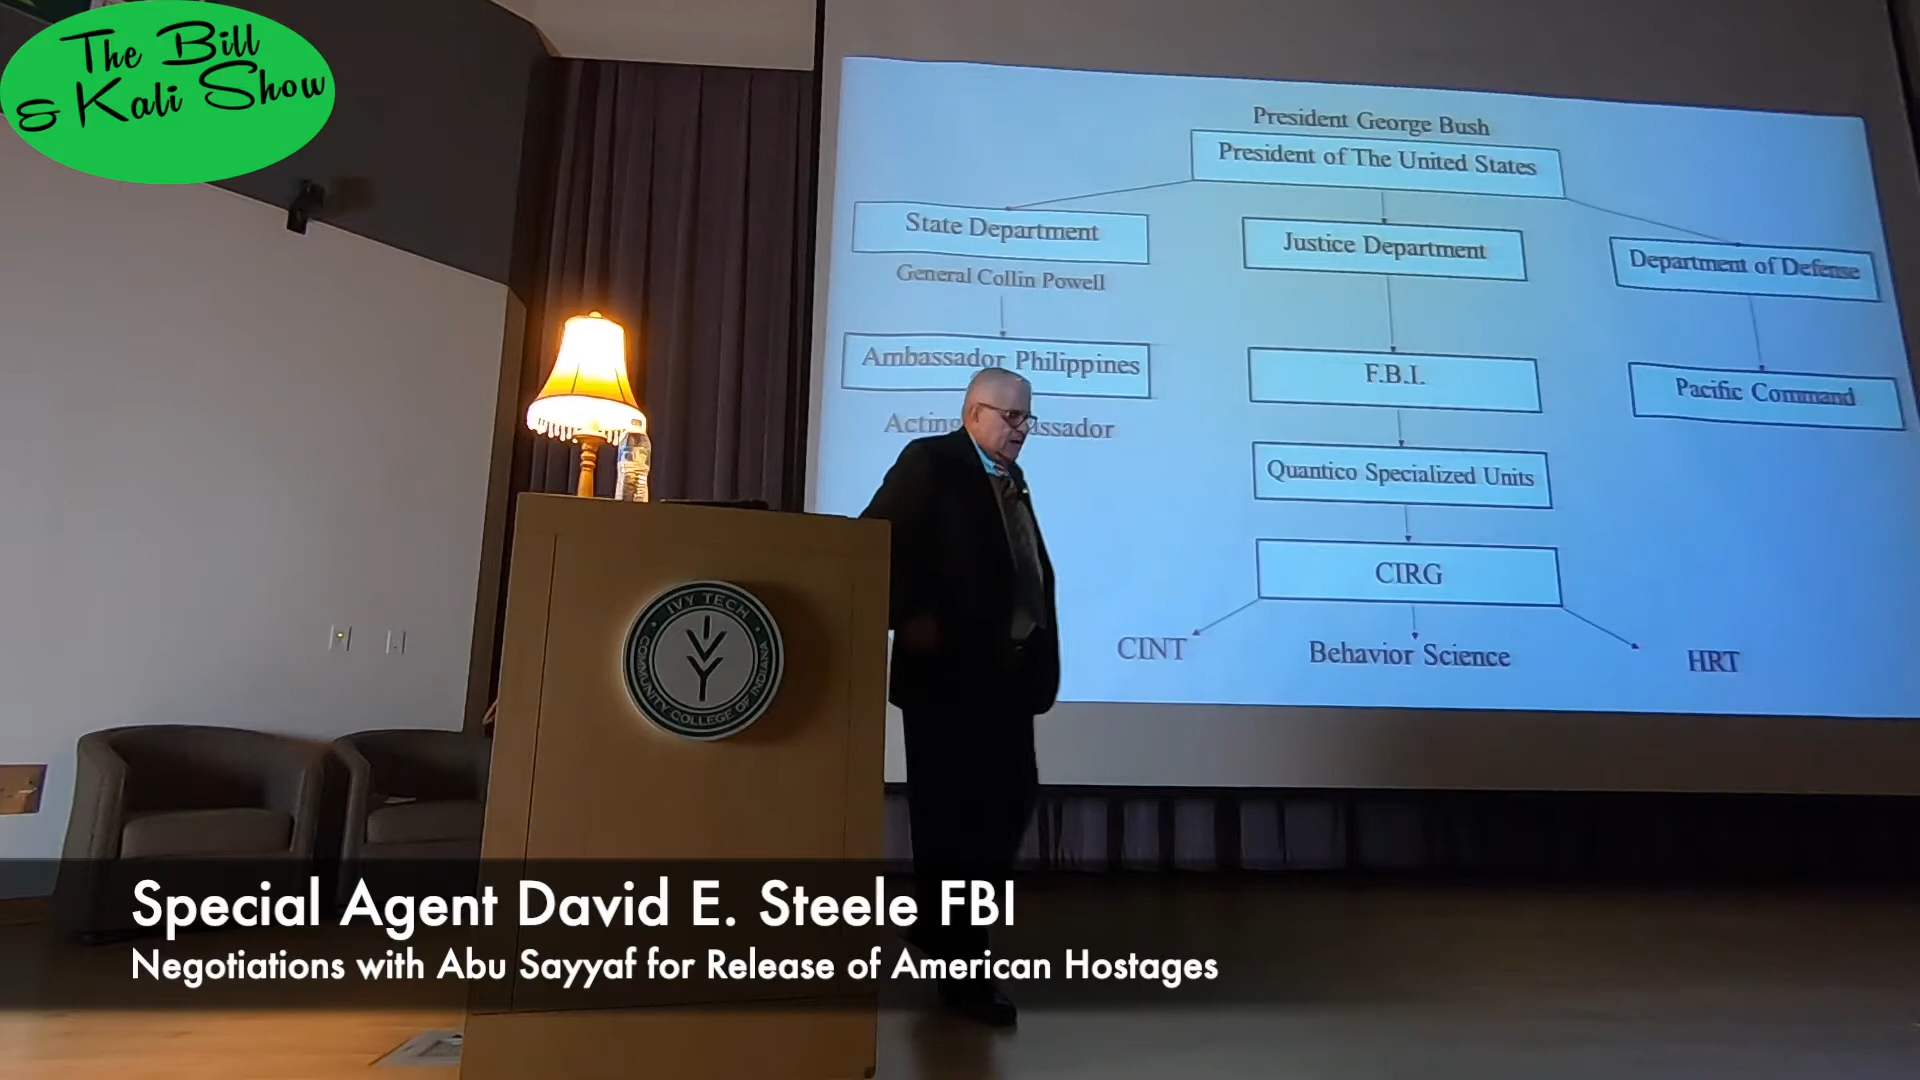 The Bill
& Kali Show
President George Bush
President of The United States
State Department
Justice Department
Department of Defense
General Collin Powell
Ambassador Philippines
F.B.I.
Pacific Command
Acting
Quantico Specialized Units
CIRG
CINT
Behavior Science
HRT
IVY TECH
COMMUNITY COLLEGE OF INDIANA
Special Agent David E. Steele FBI
Negotiations with Abu Sayyaf for Release of American Hostages